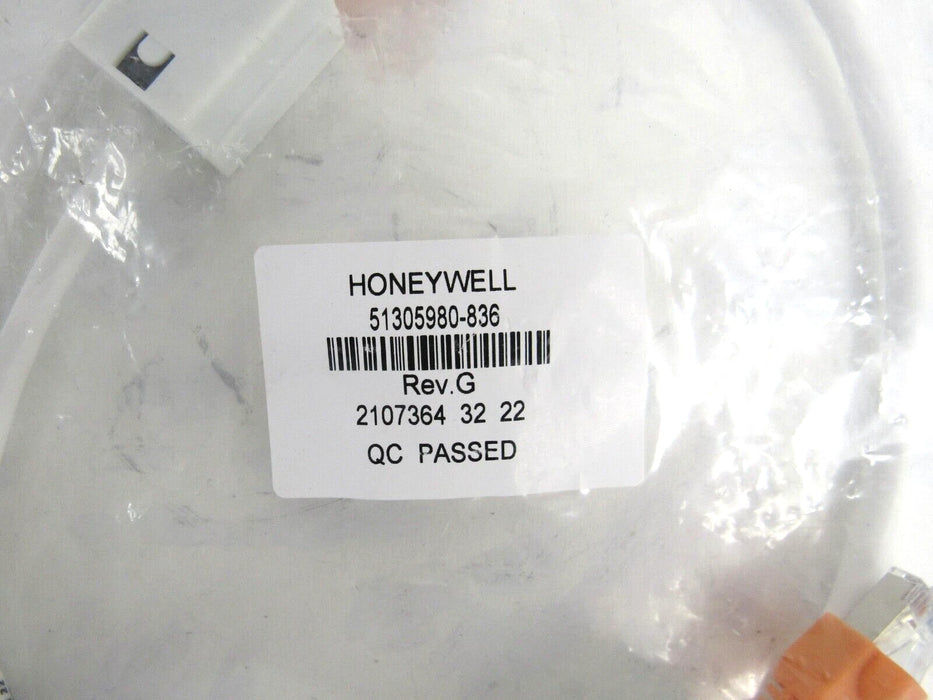 HONEYWELL
51305980-836
Rev.G
2107364 32 22
QC PASSED